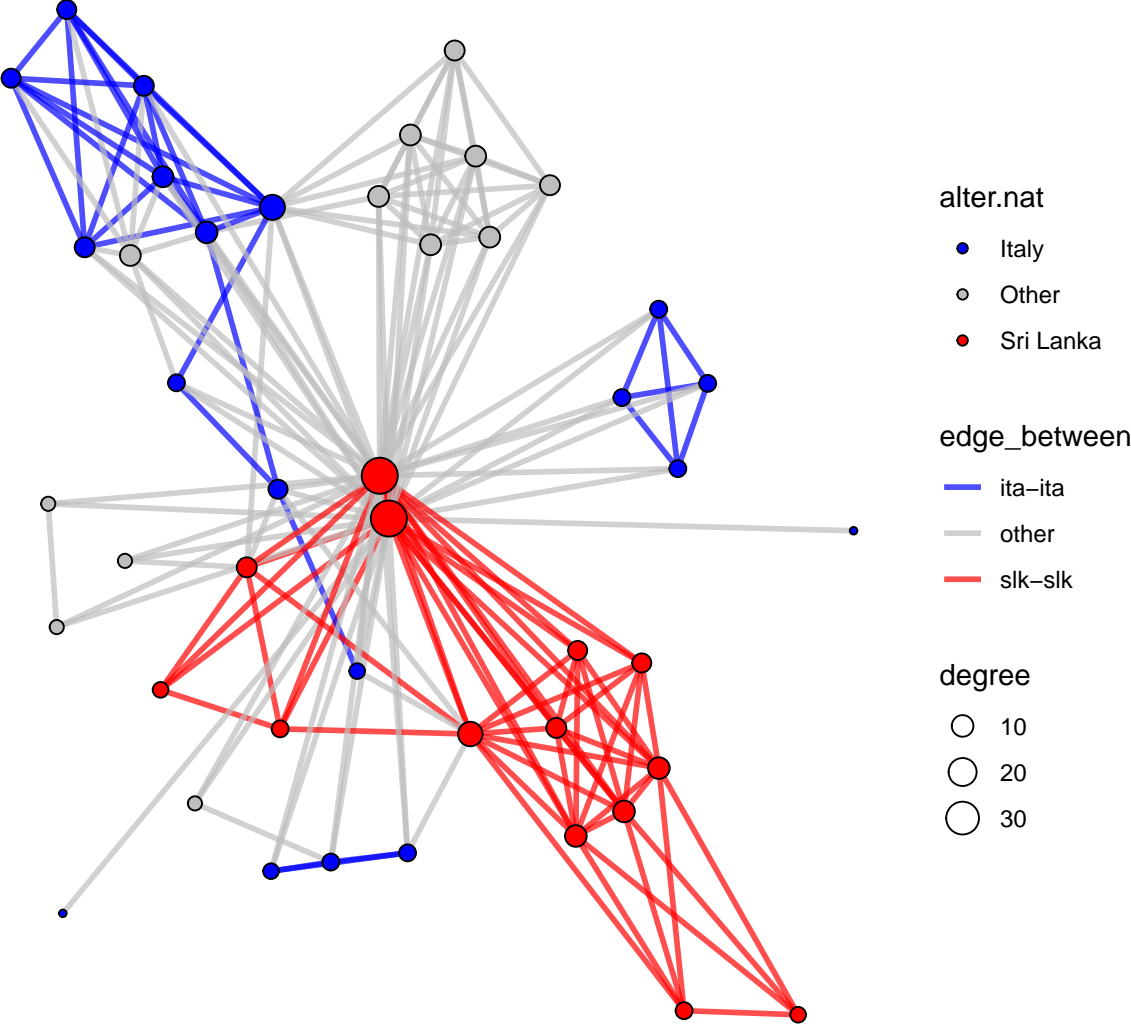 alter.nat
Italy
Other
Sri Lanka
edge_between
ita−ita
other
slk−slk
degree
10
20
30